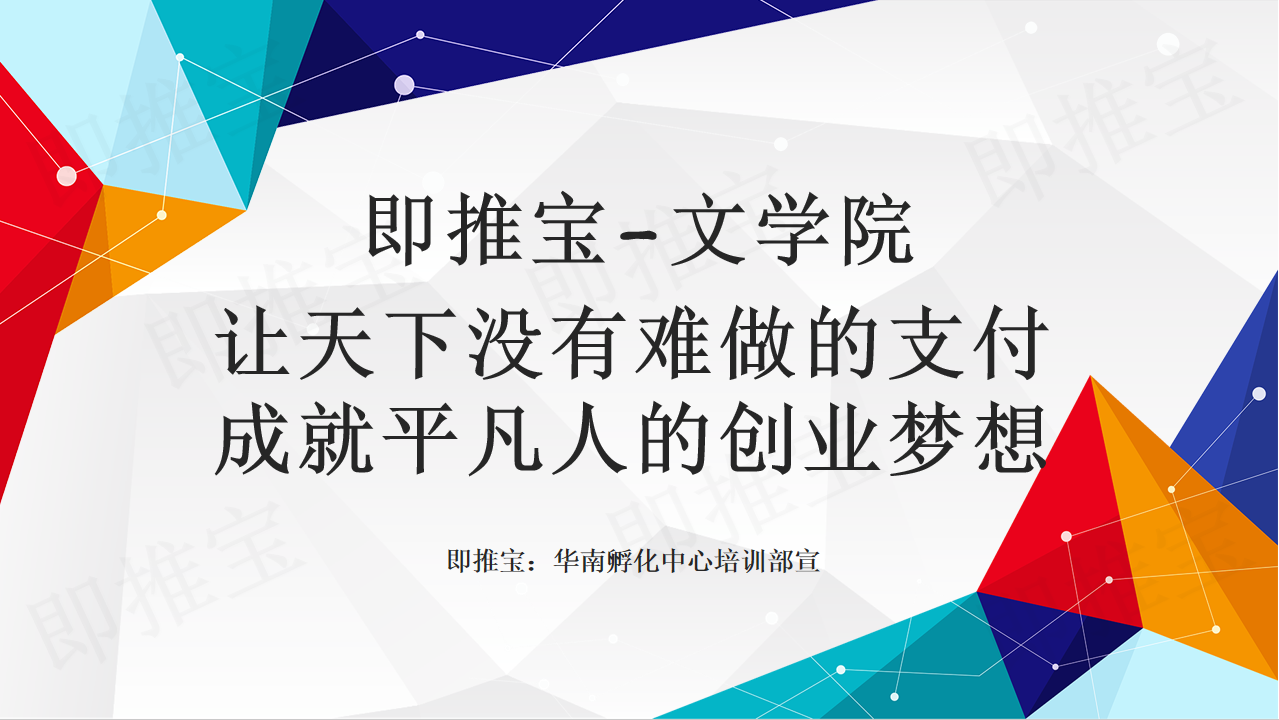 即推宝-文学院
让天下没有难做的支付
成就平凡人的创业梦想
即推宝：华南孵化中心培训部宣
即推宝
即推宝
即推宝
即推宝
即推宝
即推宝
即推宝